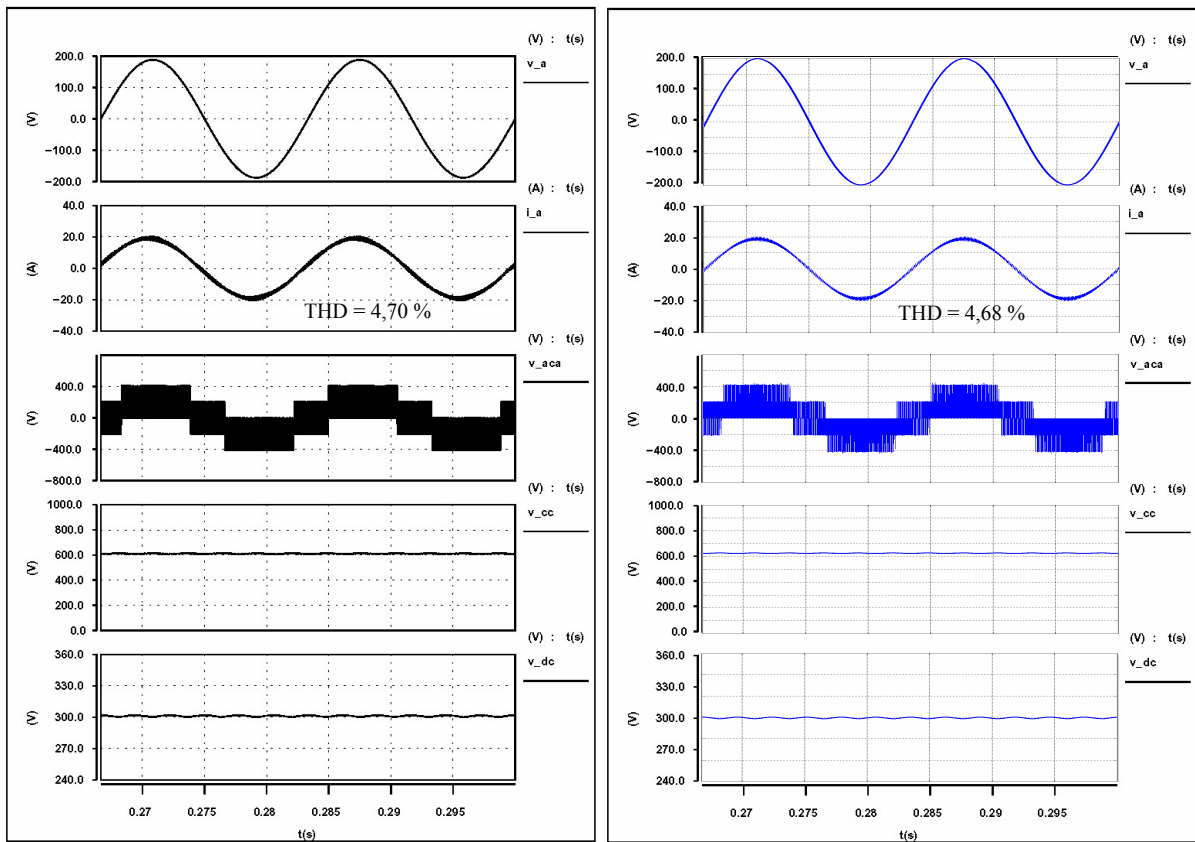 (V) : t(s)
v_a
200.0
100.0
0.0
−100.0
−200.0
(V)
(A) : t(s)
i_a
40.0
20.0
0.0
−20.0
−40.0
(A)
THD = 4,70 %
(V) : t(s)
v_aca
400.0
0.0
−400.0
−800.0
(V)
(V) : t(s)
v_cc
1000.0
800.0
600.0
400.0
200.0
0.0
(V)
(V) : t(s)
v_dc
360.0
330.0
300.0
270.0
240.0
(V)
0.27 0.275 0.28 0.285 0.29 0.295
t(s)
(V) : t(s)
v_a
200.0
100.0
0.0
−100.0
−200.0
(V)
(A) : t(s)
i_a
40.0
20.0
0.0
−20.0
−40.0
(A)
THD = 4,68 %
(V) : t(s)
v_aca
400.0
0.0
−400.0
−800.0
(V)
(V) : t(s)
v_cc
1000.0
800.0
600.0
400.0
200.0
0.0
(V)
(V) : t(s)
v_dc
360.0
330.0
300.0
270.0
240.0
(V)
0.27 0.275 0.28 0.285 0.29 0.295
t(s)